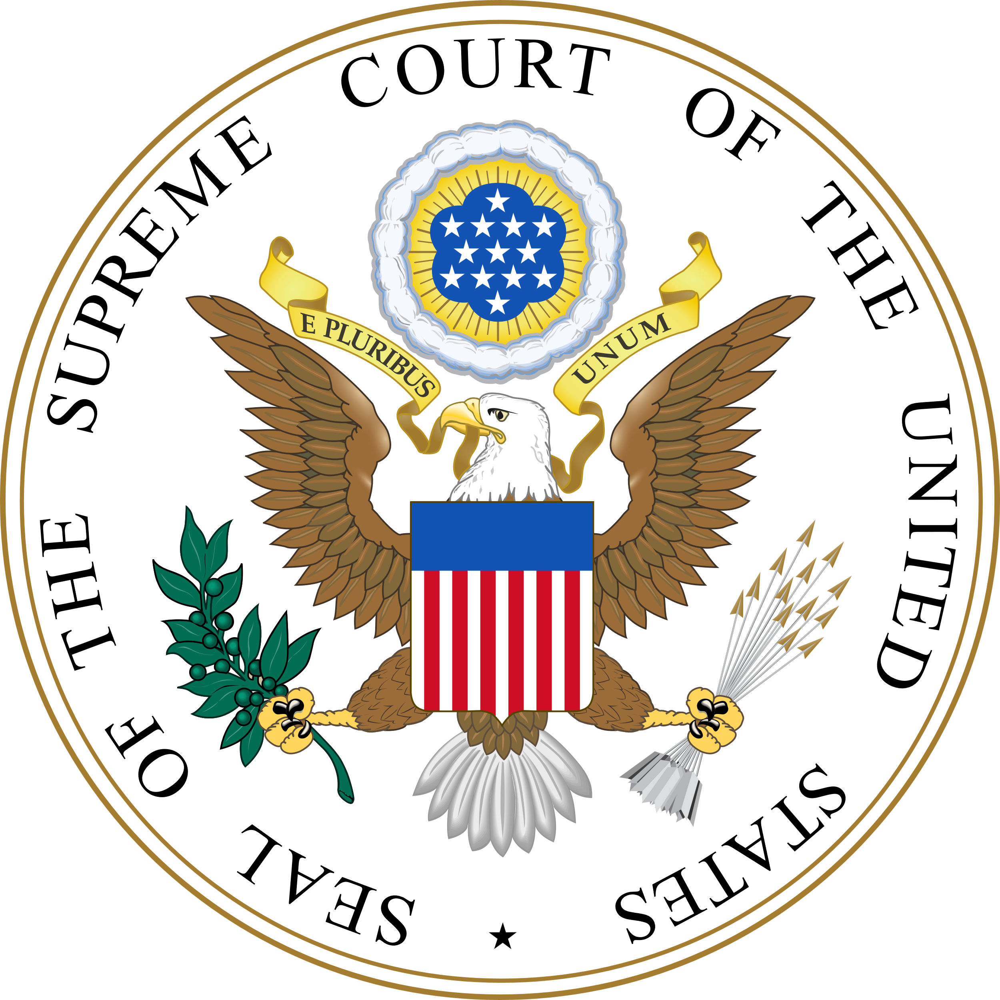 SEAL OF THE SUPREME COURT OF THE UNITED STATES
E PLURIBUS UNUM